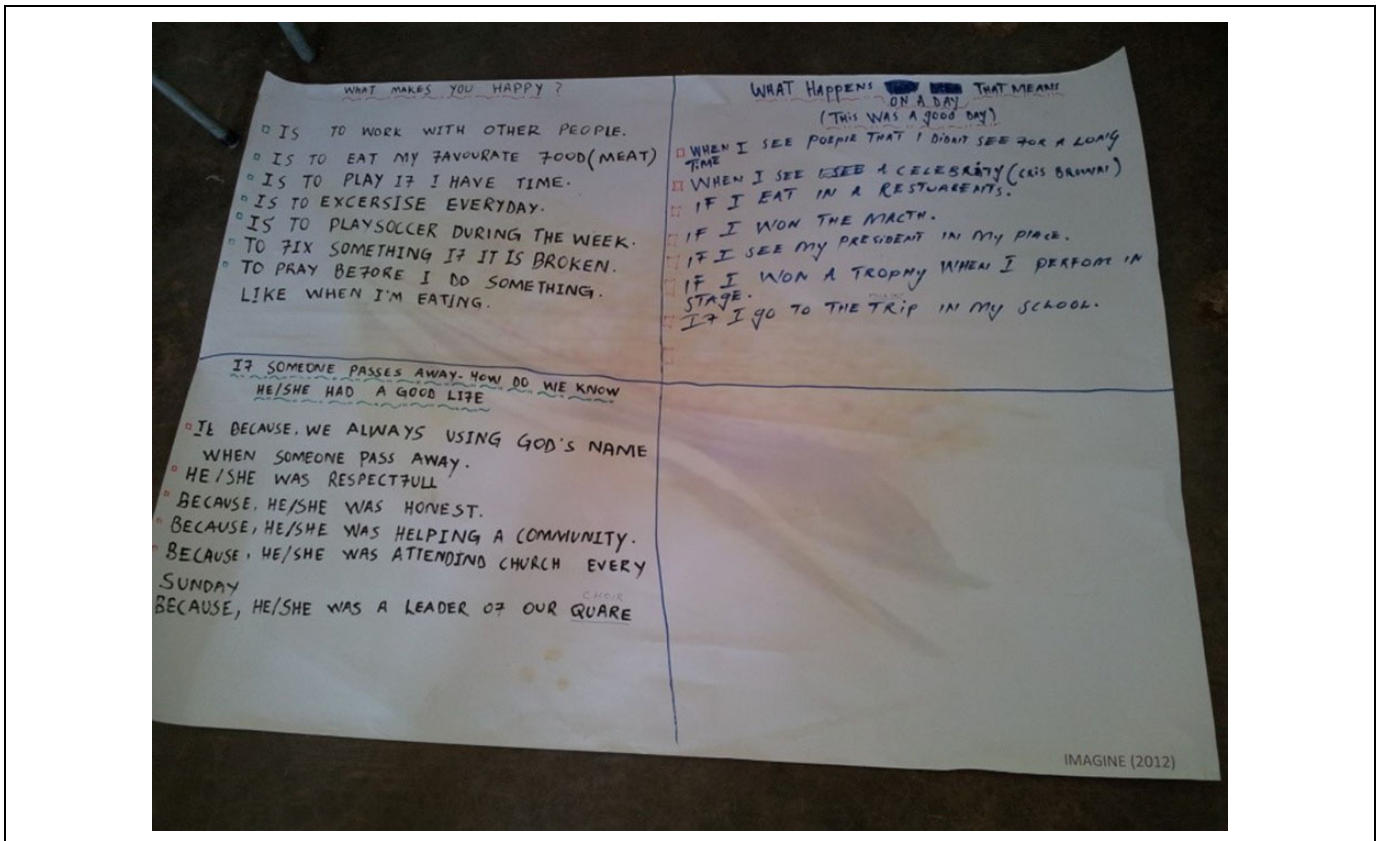 WHAT MAKES YOU HAPPY ?
IS TO WORK WITH OTHER PEOPLE.
IS TO EAT MY FAVOURATE FOOD(MEAT)
IS TO PLAY IF I HAVE TIME.
IS TO EXCERSISE EVERYDAY.
IS TO PLAYSOCCER DURING THE WEEK.
TO FIX SOMETHING IF IT IS BROKEN.
TO PRAY BEFORE I DO SOMETHING.
LIKE WHEN I'M EATING.
WHAT HAPPENS THAT MEANS
ON A DAY
(THIS WAS A GOOD DAY)
WHEN I SEE POEPLE THAT I DIDNT SEE FOR A LONG
TIME
WHEN I SEE A CELEBRITY (CRIS BROWN)
IF I EAT IN A RESTUARENTS.
IF I WON THE MACTH.
IF I SEE MY PRESIDENT IN MY PLACE.
IF I WON A TROPHY WHEN I PERFOM IN
STAGE.
IF I GO TO THE TRIP IN MY SCHOOL.
IF SOMEONE PASSES AWAY- HOW DO WE KNOW
HE/SHE HAD A GOOD LIFE
IT BECAUSE, WE ALWAYS USING GOD'S NAME
WHEN SOMEONE PASS AWAY.
HE/SHE WAS RESPECTFULL
BECAUSE, HE/SHE WAS HONEST.
BECAUSE, HE/SHE WAS HELPING A COMMUNITY.
BECAUSE, HE/SHE WAS ATTENDIND CHURCH EVERY
SUNDAY
CHOIR
BECAUSE, HE/SHE WAS A LEADER OF OUR QUARE
IMAGINE (2012)